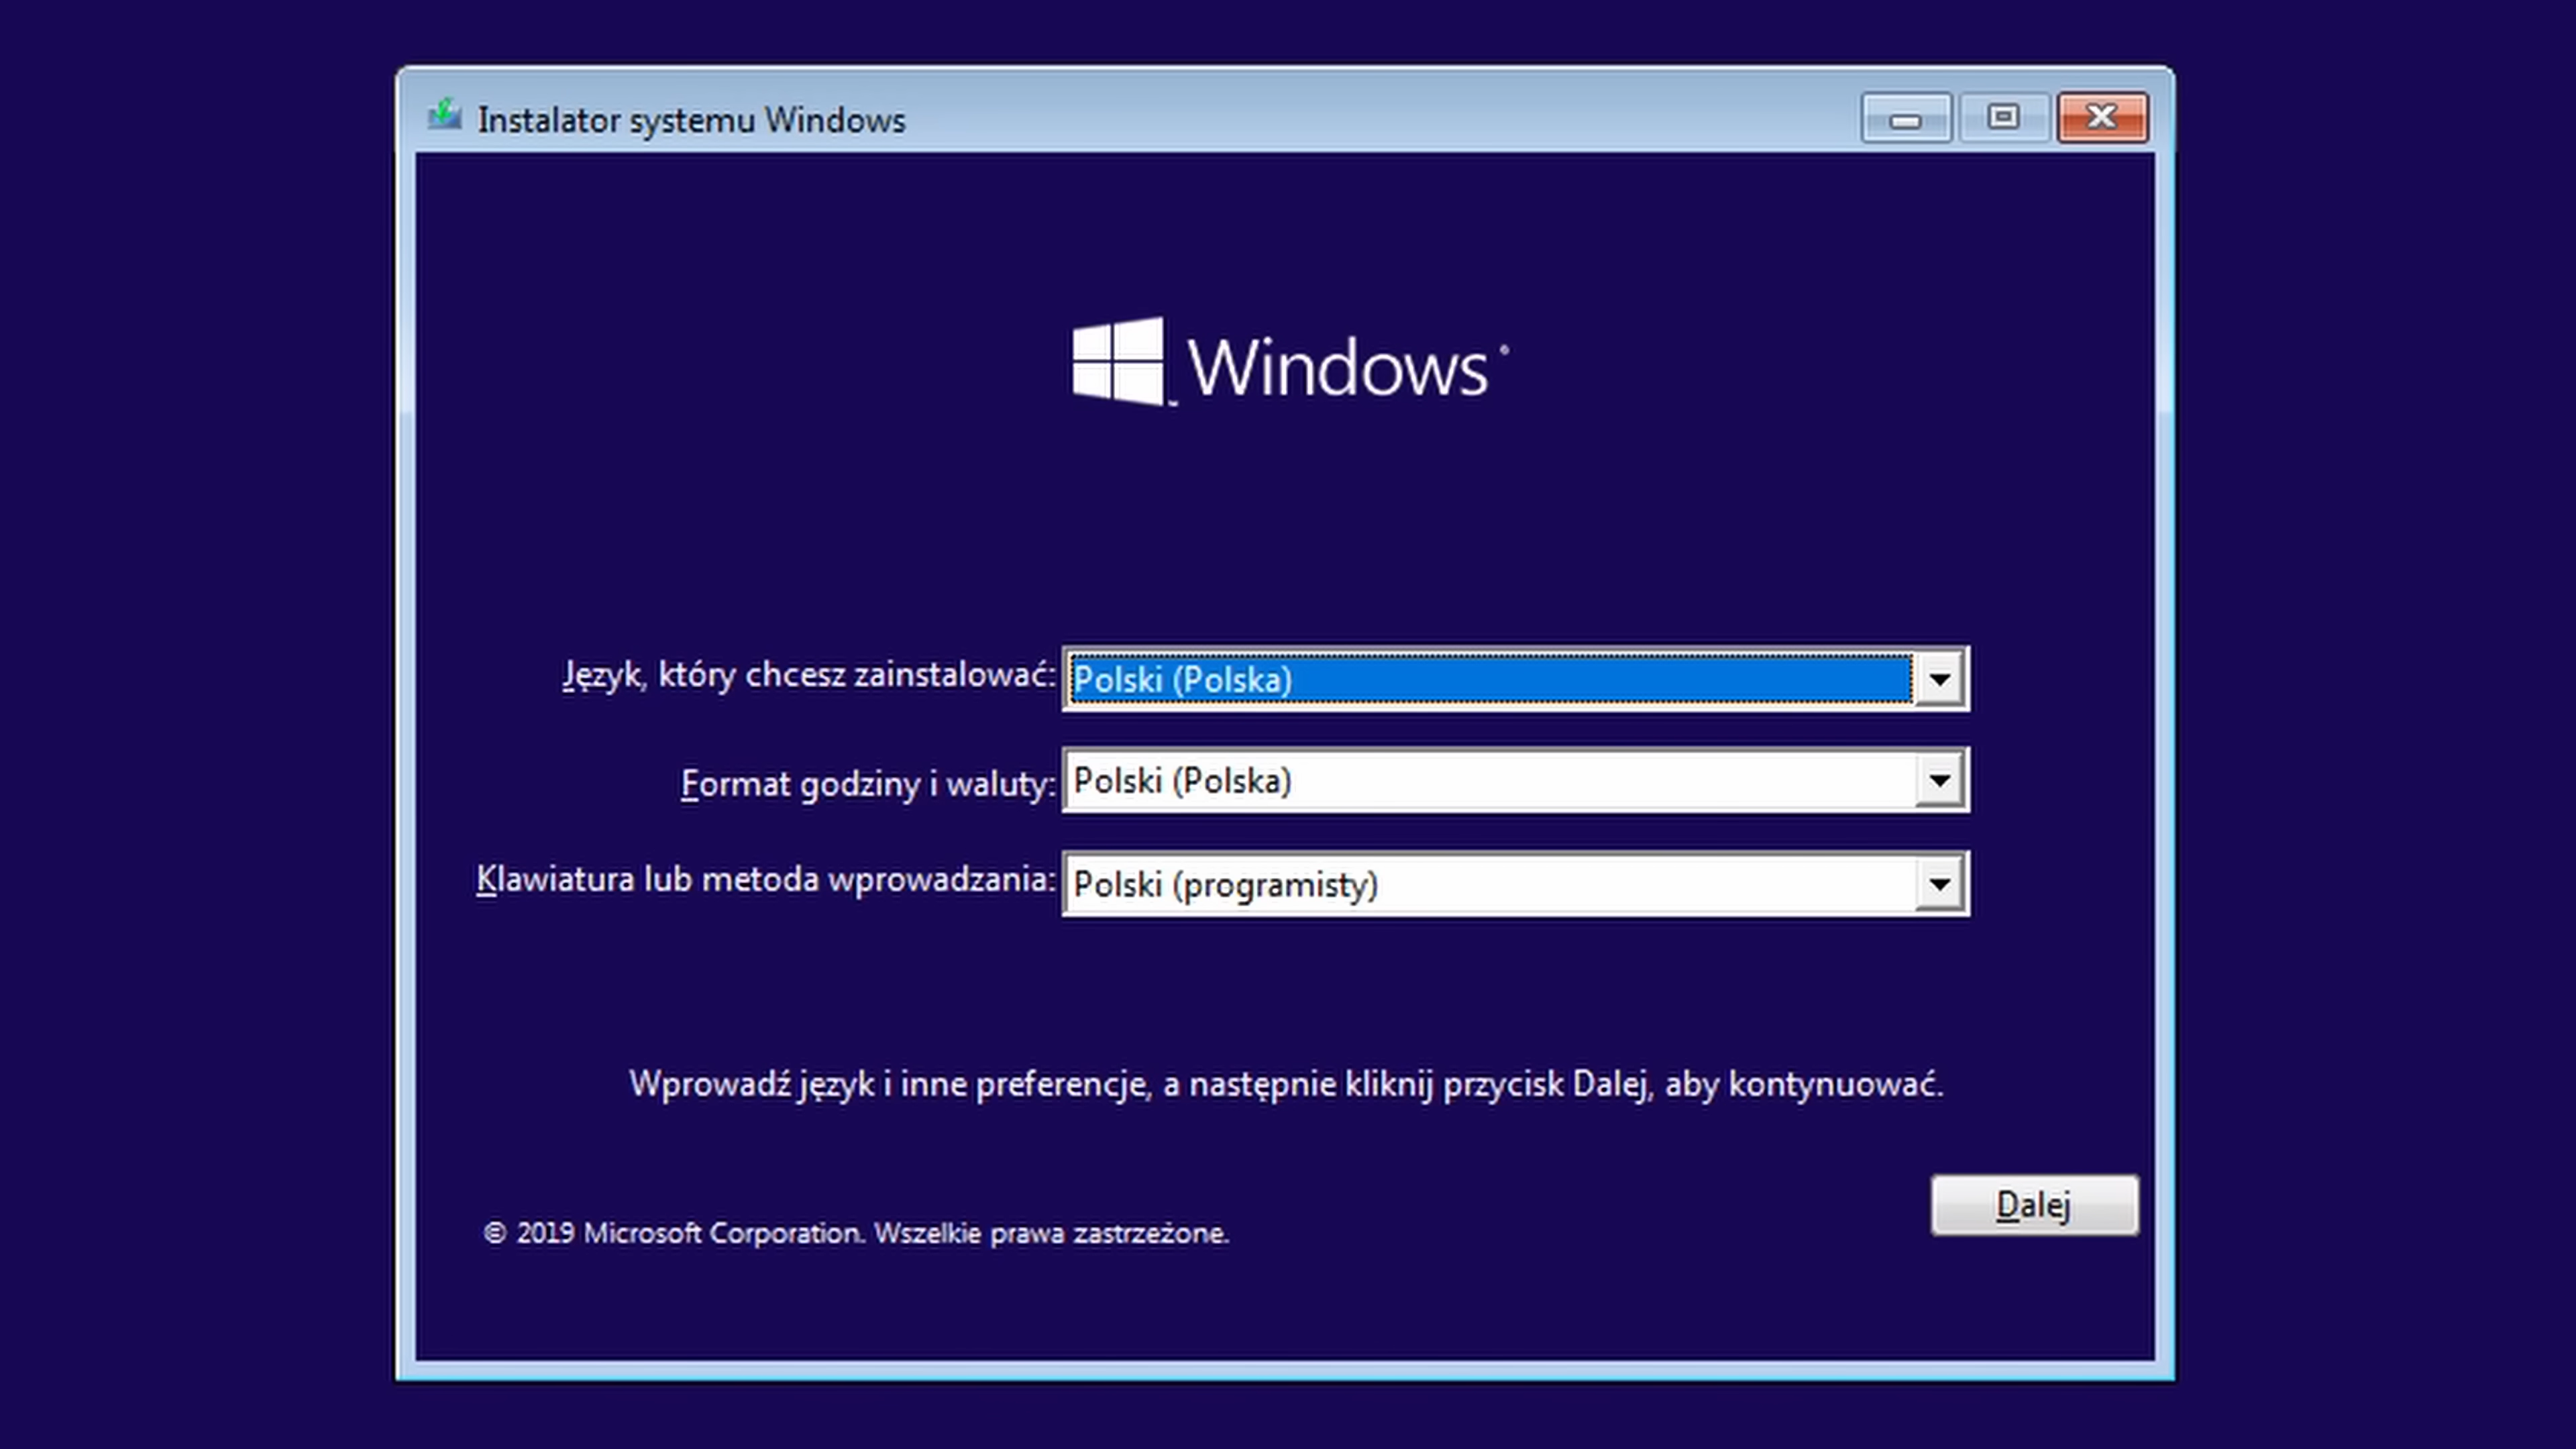 Instalator systemu Windows
Windows
Język, który chcesz zainstalować: Polski (Polska)
Format godziny i waluty: Polski (Polska)
Klawiatura lub metoda wprowadzania: Polski (programisty)
Wprowadź język i inne preferencje, a następnie kliknij przycisk Dalej, aby kontynuować.
Dalej
© 2019 Microsoft Corporation. Wszelkie prawa zastrzeżone.